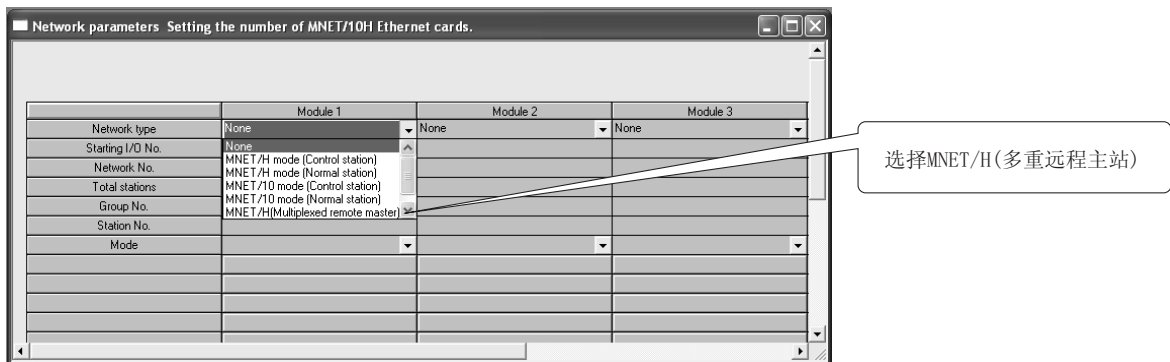 Network parameters Setting the number of MNET/10H Ethernet cards.
Module 1 Module 2 Module 3
Network type None None None
Starting I/O No. None
Network No. MNET/H mode (Control station)
MNET/H mode (Normal station)
Total stations MNET/10 mode (Control station)
Group No. MNET/10 mode (Normal station)
MNET/H(Multiplexed remote master)
Station No.
Mode
选择MNET/H(多重远程主站)